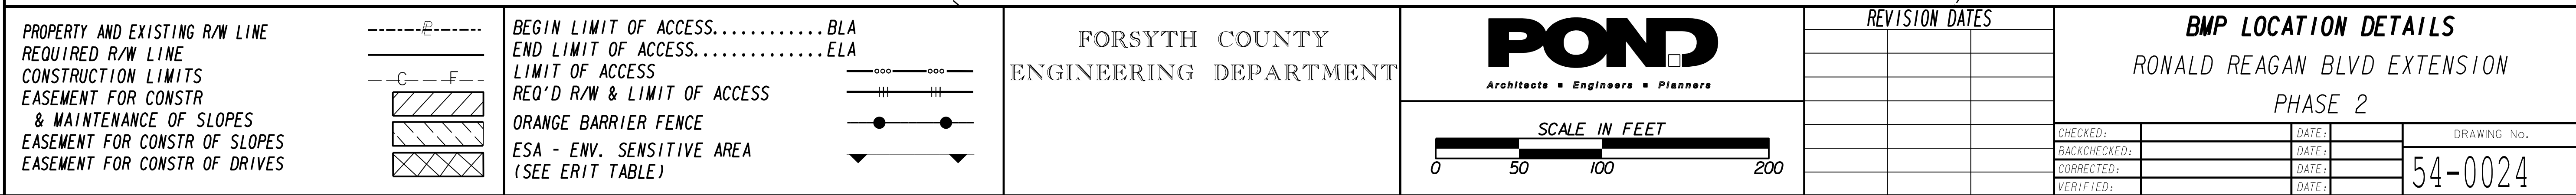 PROPERTY AND EXISTING R/W LINE
REQUIRED R/W LINE
CONSTRUCTION LIMITS
C F
EASEMENT FOR CONSTR
& MAINTENANCE OF SLOPES
EASEMENT FOR CONSTR OF SLOPES
EASEMENT FOR CONSTR OF DRIVES
BEGIN LIMIT OF ACCESS............BLA
END LIMIT OF ACCESS..............ELA
LIMIT OF ACCESS
REQ'D R/W & LIMIT OF ACCESS
ORANGE BARRIER FENCE
ESA - ENV. SENSITIVE AREA
(SEE ERIT TABLE)
FORSYTH COUNTY
ENGINEERING DEPARTMENT
POND
Architects ■ Engineers ■ Planners
SCALE IN FEET
0 50 100 200
REVISION DATES
BMP LOCATION DETAILS
RONALD REAGAN BLVD EXTENSION
PHASE 2
CHECKED: DATE:
BACKCHECKED: DATE:
CORRECTED: DATE:
VERIFIED: DATE:
DRAWING No.
54-0024